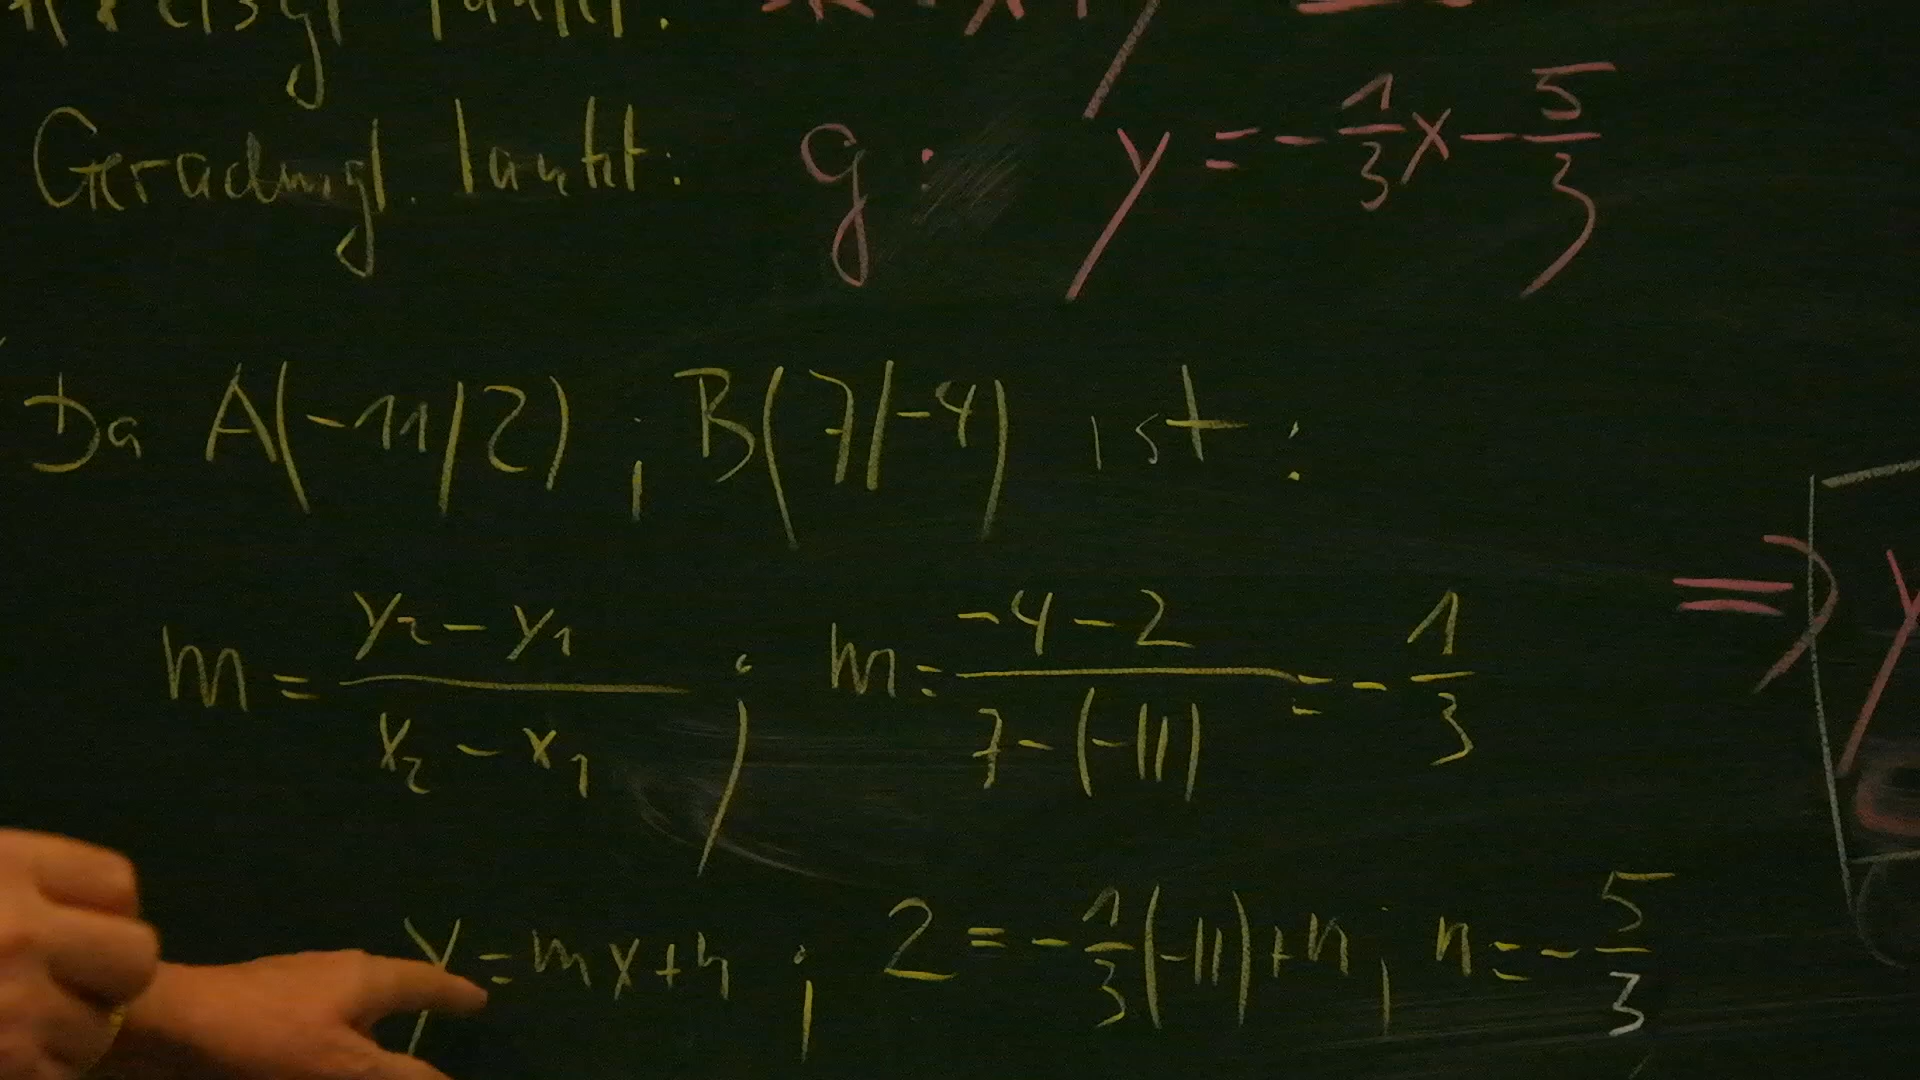 Geradengl. lautet: g: y = -1/3 x - 5/3
Da A(-11/2) ; B(7/-4) ist :
m = (y₂ - y₁)/(x₂ - x₁) ; m = (-4 - 2)/(7 - (-11)) = -1/3
=> y
y = mx + n ; 2 = -1/3 (-11) + n ; n = -5/3